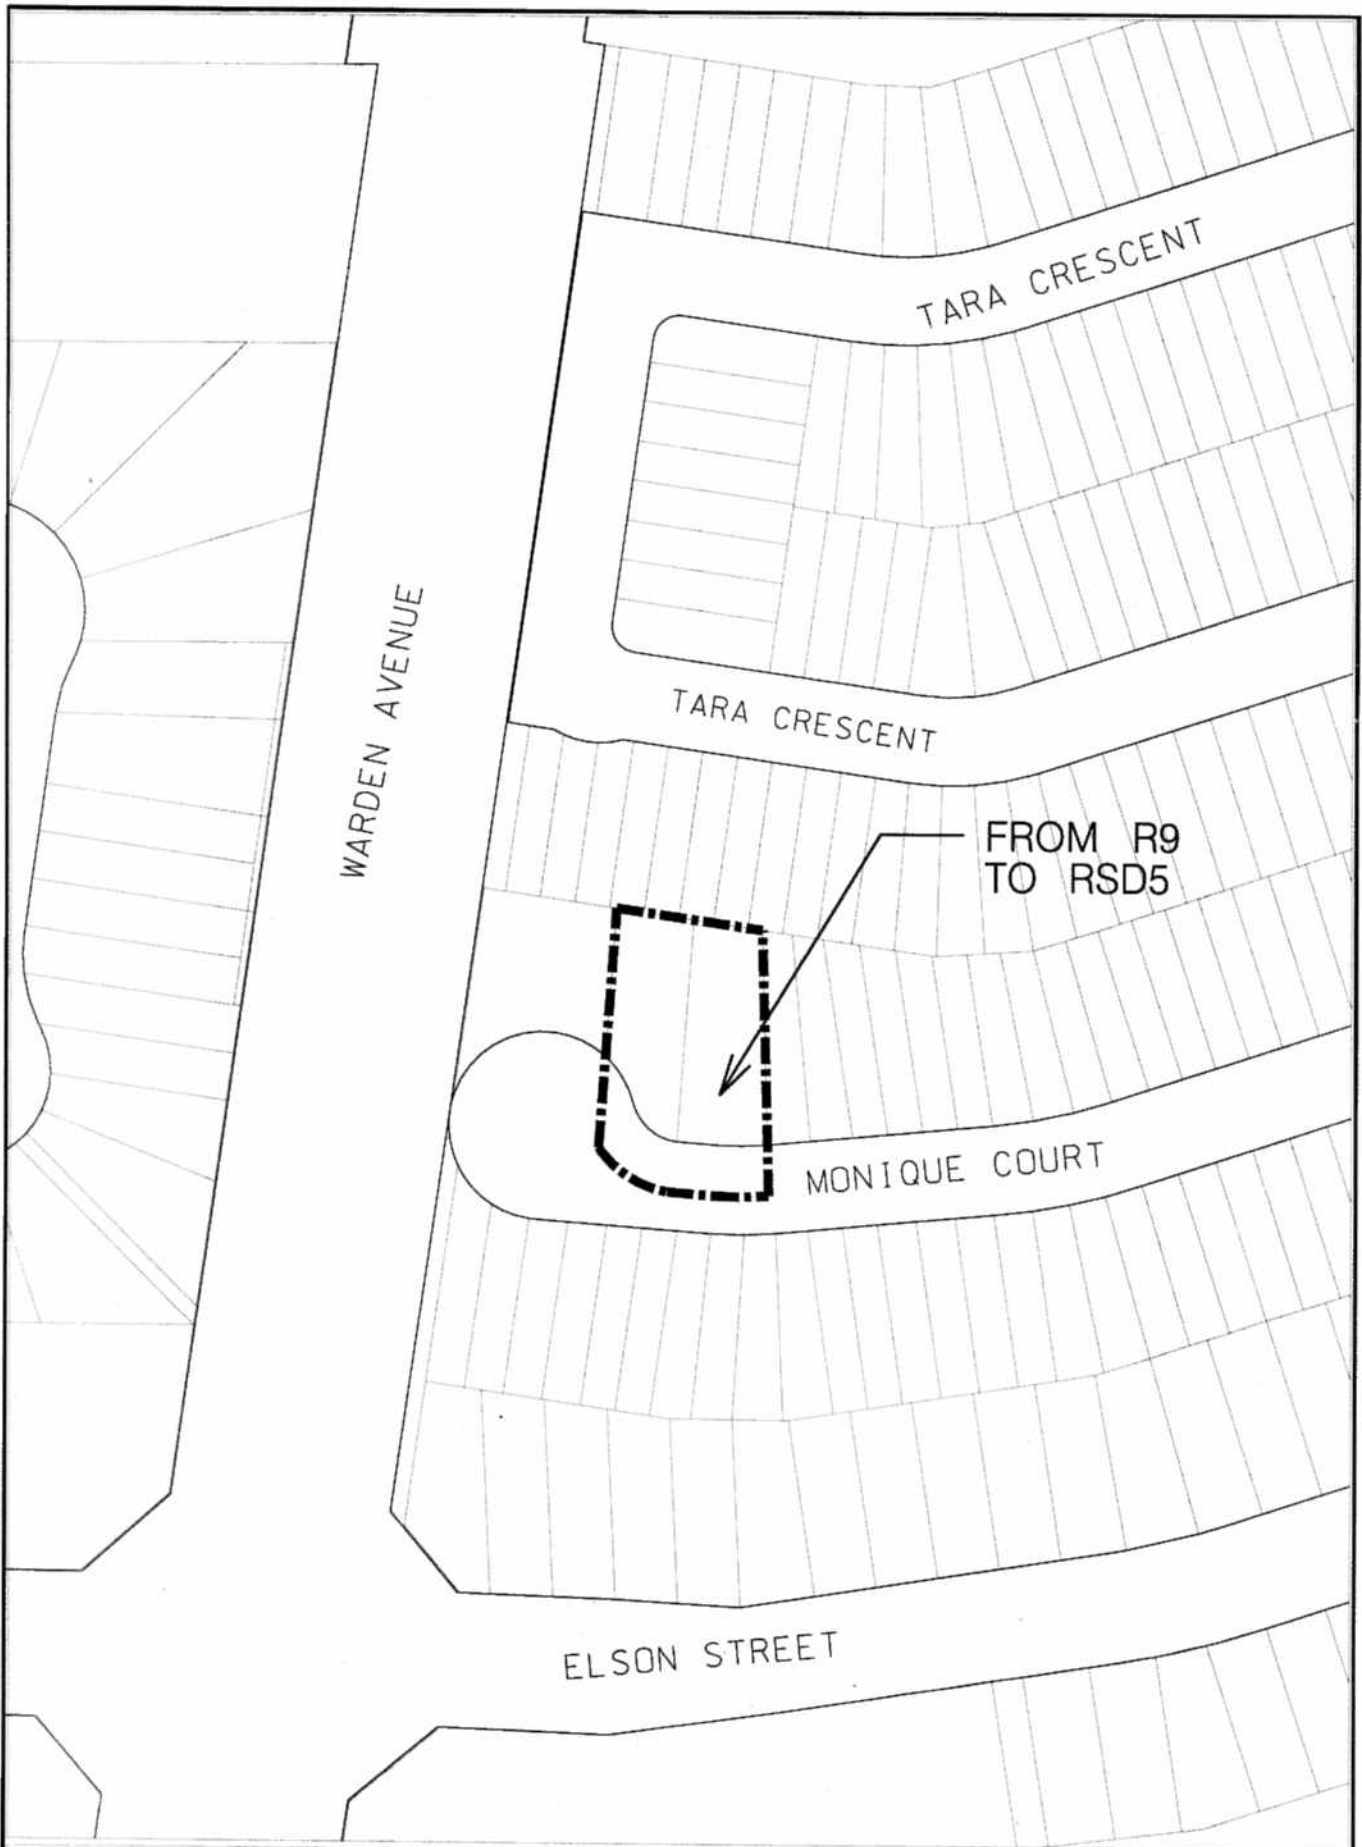 TARA CRESCENT
WARDEN AVENUE
TARA CRESCENT
FROM R9
TO RSD5
MONIQUE COURT
ELSON STREET